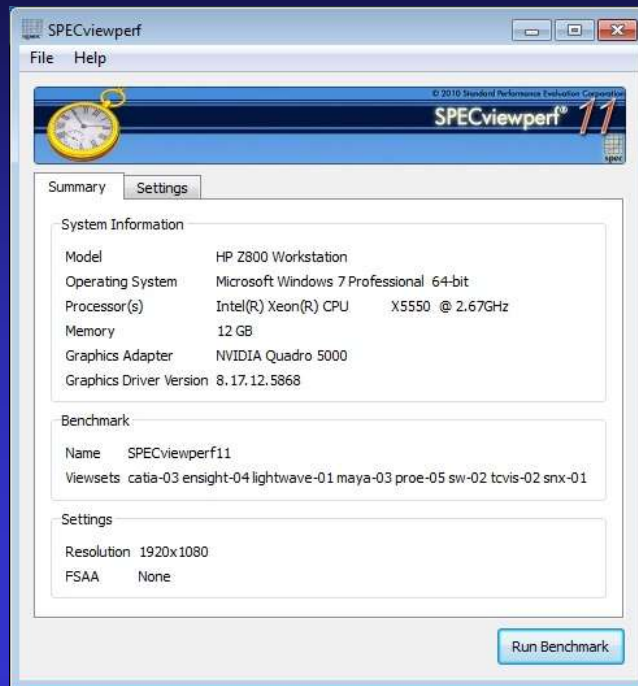 SPECviewperf
File Help
© 2010 Standard Performance Evaluation Corporation
SPECviewperf® 11
spec
Summary Settings
System Information
Model HP Z800 Workstation
Operating System Microsoft Windows 7 Professional 64-bit
Processor(s) Intel(R) Xeon(R) CPU X5550 @ 2.67GHz
Memory 12 GB
Graphics Adapter NVIDIA Quadro 5000
Graphics Driver Version 8.17.12.5868
Benchmark
Name SPECviewperf11
Viewsets catia-03 ensight-04 lightwave-01 maya-03 proe-05 sw-02 tcvis-02 snx-01
Settings
Resolution 1920x1080
FSAA None
Run Benchmark